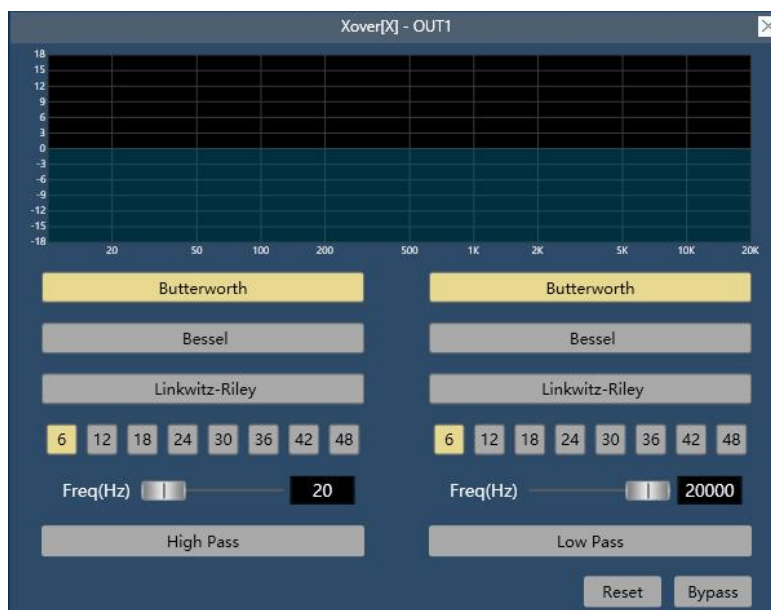 Xover[X] - OUT1
18
15
12
9
6
3
0
-3
-6
-9
-12
-15
-18
20 50 100 200 500 1K 2K 5K 10K 20K
Butterworth Butterworth
Bessel Bessel
Linkwitz-Riley Linkwitz-Riley
6 12 18 24 30 36 42 48 6 12 18 24 30 36 42 48
Freq(Hz) 20 Freq(Hz) 20000
High Pass Low Pass
Reset Bypass